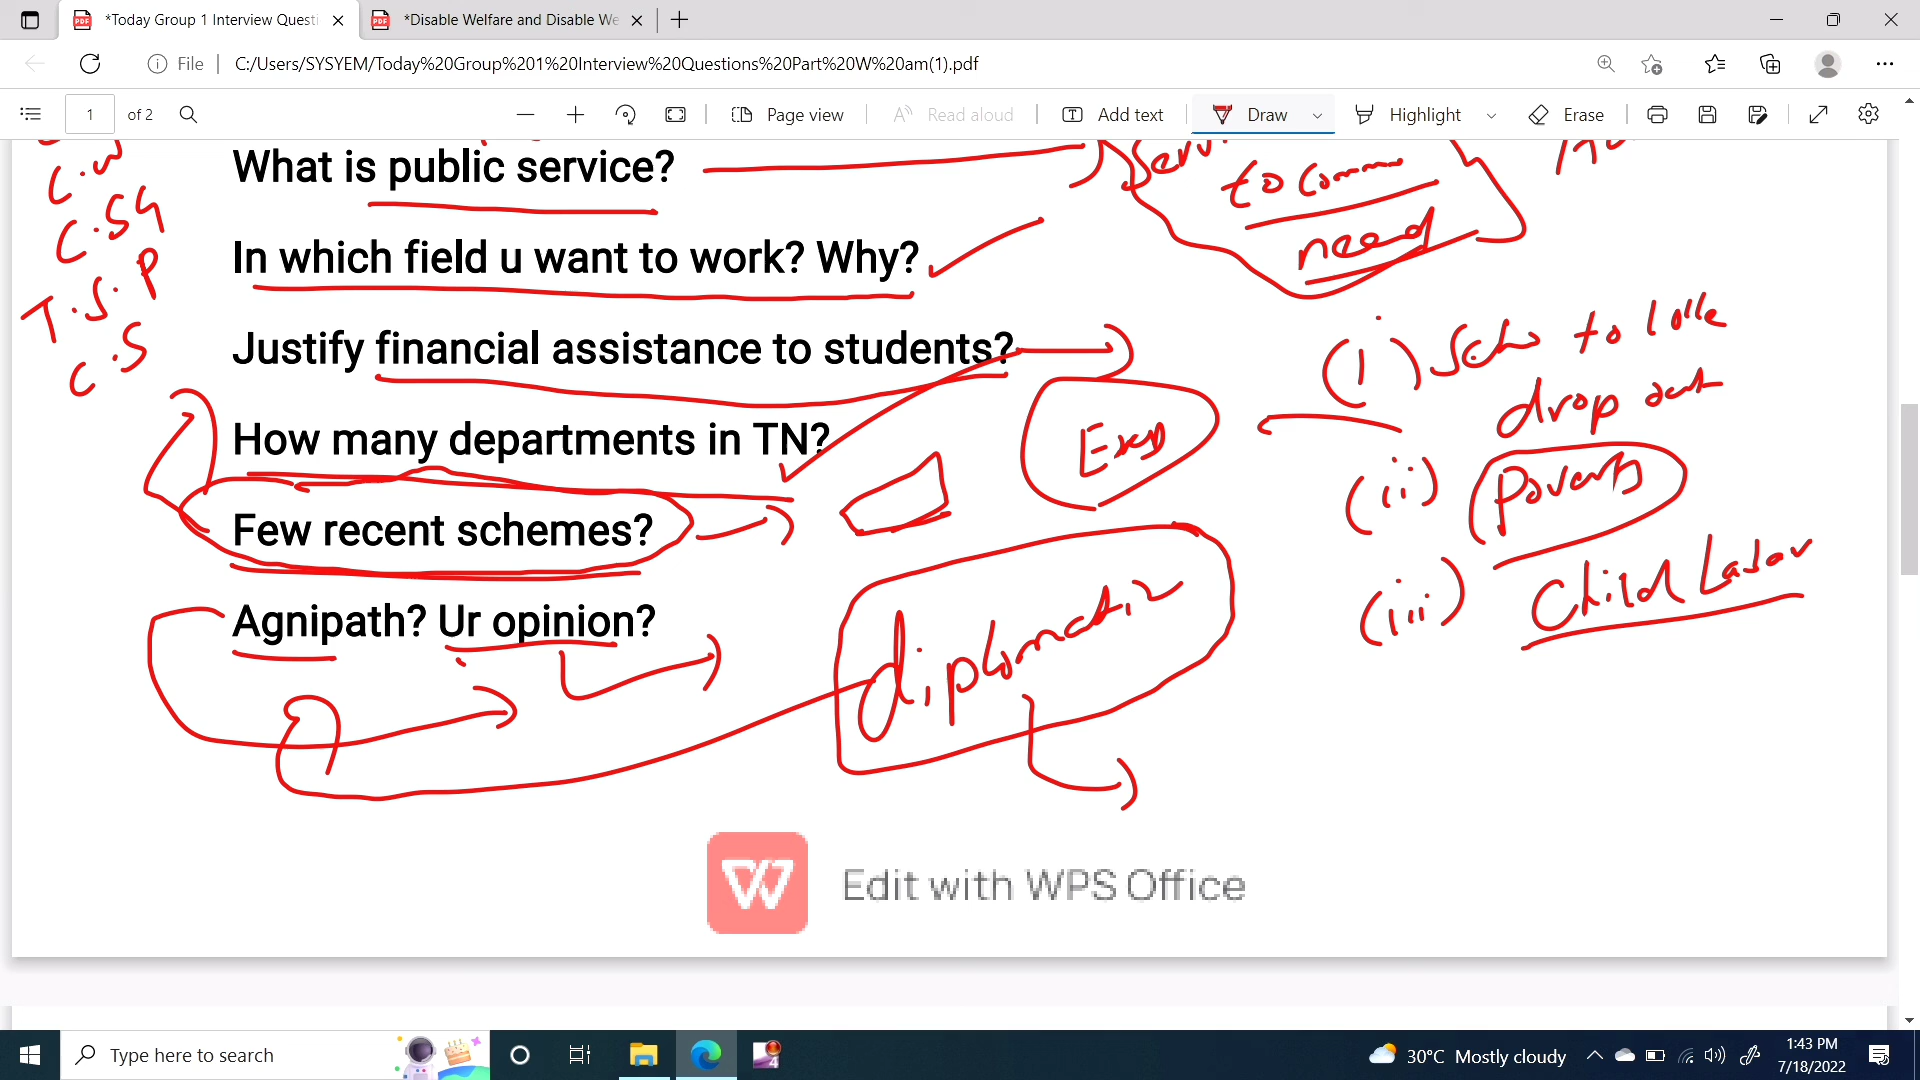 *Today Group 1 Interview Questi
*Disable Welfare and Disable We
File
C:/Users/SYSYEM/Today%20Group%201%20Interview%20Questions%20Part%20W%20am(1).pdf
1 of 2
Page view
Read aloud
Add text
Draw
Highlight
Erase
What is public service?
to comm
need
C.W
C.S4
T.S.P
C.S
In which field u want to work? Why?
Justify financial assistance to students?
(i)
to
drop out
How many departments in TN?
(ii) Poverty
Few recent schemes?
(iii) Child Labour
Agnipath? Ur opinion?
diplomatic
W Edit with WPS Office
Type here to search
30°C Mostly cloudy
1:43 PM
7/18/2022